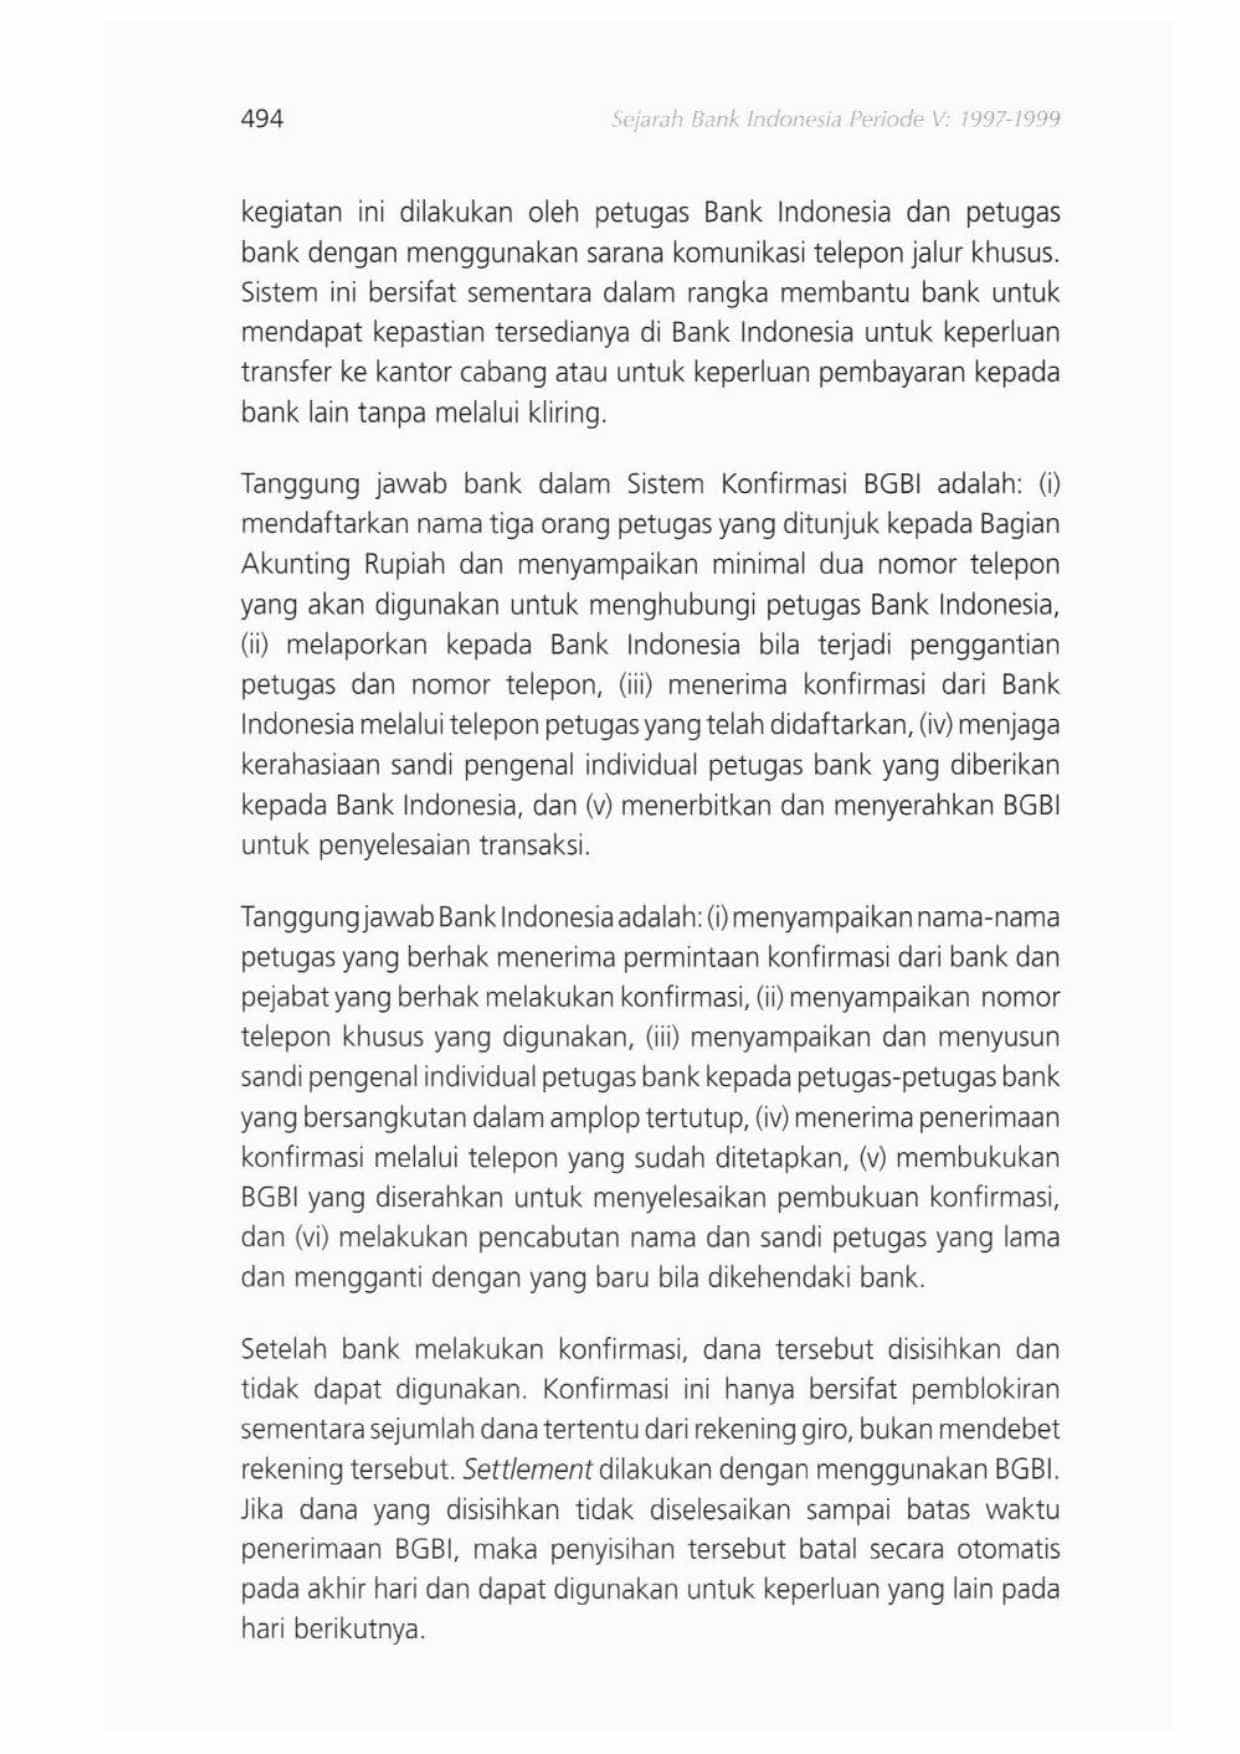 494
Sejarah Bank Indonesia Periode V: 1997-1999
kegiatan ini dilakukan oleh petugas Bank Indonesia dan petugas
bank dengan menggunakan sarana komunikasi telepon jalur khusus.
Sistem ini bersifat sementara dalam rangka membantu bank untuk
mendapat kepastian tersedianya di Bank Indonesia untuk keperluan
transfer ke kantor cabang atau untuk keperluan pembayaran kepada
bank lain tanpa melalui kliring.
Tanggung jawab bank dalam Sistem Konfirmasi BGBI adalah: (i)
mendaftarkan nama tiga orang petugas yang ditunjuk kepada Bagian
Akunting Rupiah dan menyampaikan minimal dua nomor telepon
yang akan digunakan untuk menghubungi petugas Bank Indonesia,
(ii) melaporkan kepada Bank Indonesia bila terjadi penggantian
petugas dan nomor telepon, (iii) menerima konfirmasi dari Bank
Indonesia melalui telepon petugas yang telah didaftarkan, (iv) menjaga
kerahasiaan sandi pengenal individual petugas bank yang diberikan
kepada Bank Indonesia, dan (v) menerbitkan dan menyerahkan BGBI
untuk penyelesaian transaksi.
Tanggung jawab Bank Indonesia adalah: (i) menyampaikan nama-nama
petugas yang berhak menerima permintaan konfirmasi dari bank dan
pejabat yang berhak melakukan konfirmasi, (ii) menyampaikan nomor
telepon khusus yang digunakan, (iii) menyampaikan dan menyusun
sandi pengenal individual petugas bank kepada petugas-petugas bank
yang bersangkutan dalam amplop tertutup, (iv) menerima penerimaan
konfirmasi melalui telepon yang sudah ditetapkan, (v) membukukan
BGBI yang diserahkan untuk menyelesaikan pembukuan konfirmasi,
dan (vi) melakukan pencabutan nama dan sandi petugas yang lama
dan mengganti dengan yang baru bila dikehendaki bank.
Setelah bank melakukan konfirmasi, dana tersebut disisihkan dan
tidak dapat digunakan. Konfirmasi ini hanya bersifat pemblokiran
sementara sejumlah dana tertentu dari rekening giro, bukan mendebet
rekening tersebut. Settlement dilakukan dengan menggunakan BGBI.
Jika dana yang disisihkan tidak diselesaikan sampai batas waktu
penerimaan BGBI, maka penyisihan tersebut batal secara otomatis
pada akhir hari dan dapat digunakan untuk keperluan yang lain pada
hari berikutnya.